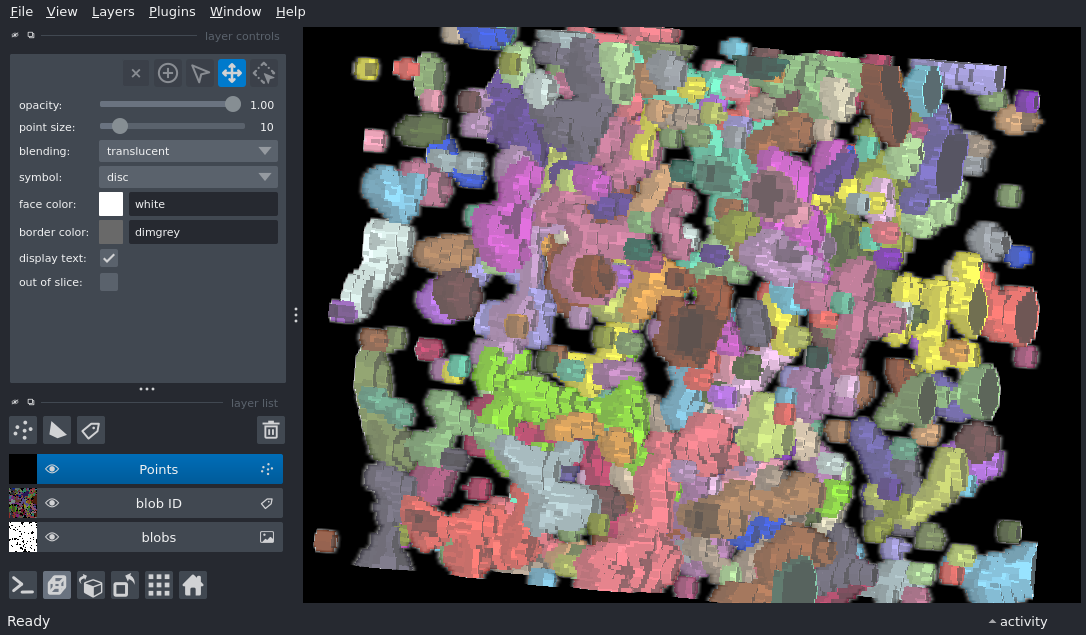 File View Layers Plugins Window Help
layer controls
opacity: 1.00
point size: 10
blending: translucent
symbol: disc
face color: white
border color: dimgrey
display text:
out of slice:
layer list
Points
blob ID
blobs
Ready
activity